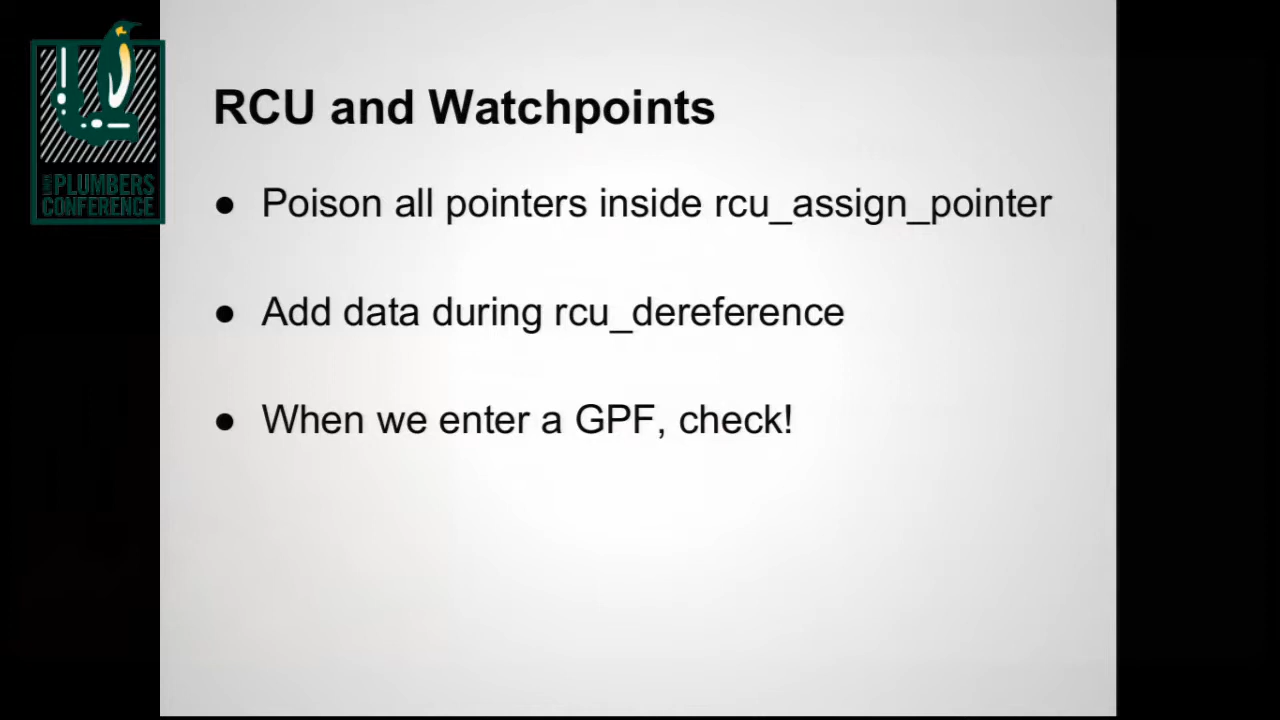 LINUX
PLUMBERS
CONFERENCE
RCU and Watchpoints
● Poison all pointers inside rcu_assign_pointer
● Add data during rcu_dereference
● When we enter a GPF, check!